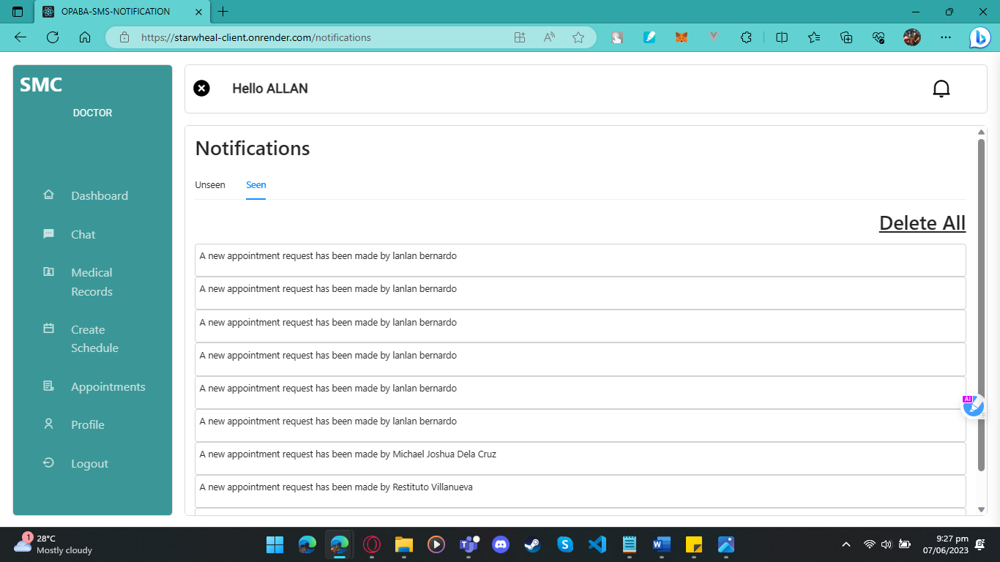 OPABA-SMS-NOTIFICATION
https://starwheal-client.onrender.com/notifications
SMC
DOCTOR
Dashboard
Chat
Medical
Records
Create
Schedule
Appointments
Profile
Logout
Hello ALLAN
Notifications
Unseen
Seen
Delete All
A new appointment request has been made by lanlan bernardo
A new appointment request has been made by lanlan bernardo
A new appointment request has been made by lanlan bernardo
A new appointment request has been made by lanlan bernardo
A new appointment request has been made by lanlan bernardo
A new appointment request has been made by lanlan bernardo
A new appointment request has been made by Michael Joshua Dela Cruz
A new appointment request has been made by Restituto Villanueva
AI
1
28°C
Mostly cloudy
9:27 pm
07/06/2023